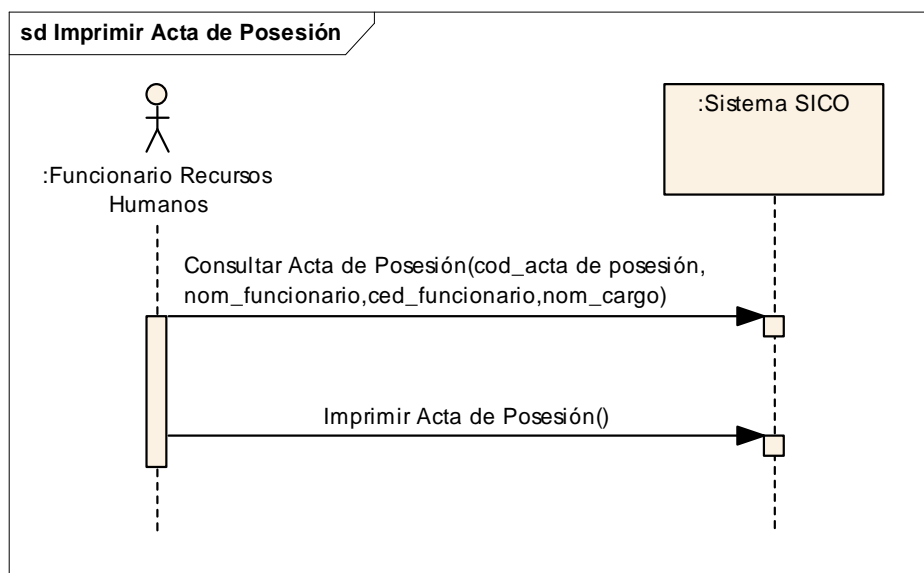 sd Imprimir Acta de Posesión
:Sistema SICO
:Funcionario Recursos
Humanos
Consultar Acta de Posesión(cod_acta de posesión,
nom_funcionario,ced_funcionario,nom_cargo)
Imprimir Acta de Posesión()